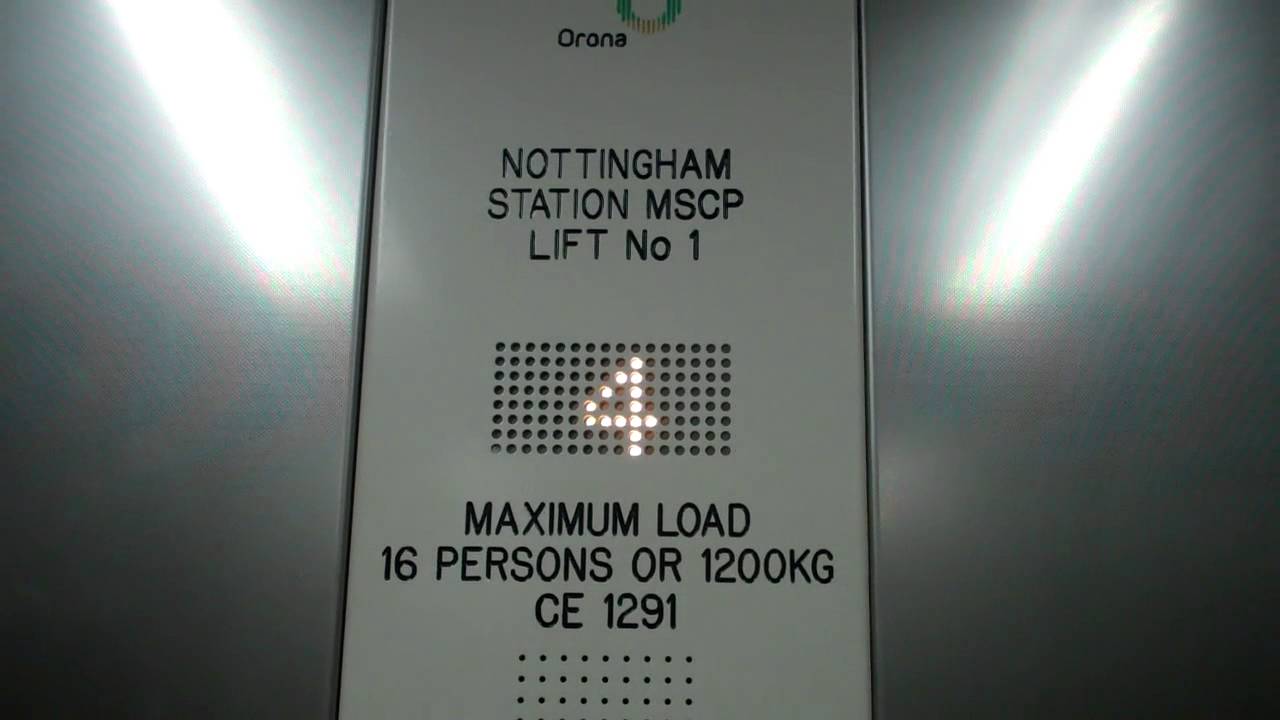 Orona
NOTTINGHAM
STATION MSCP
LIFT No 1
4
MAXIMUM LOAD
16 PERSONS OR 1200KG
CE 1291